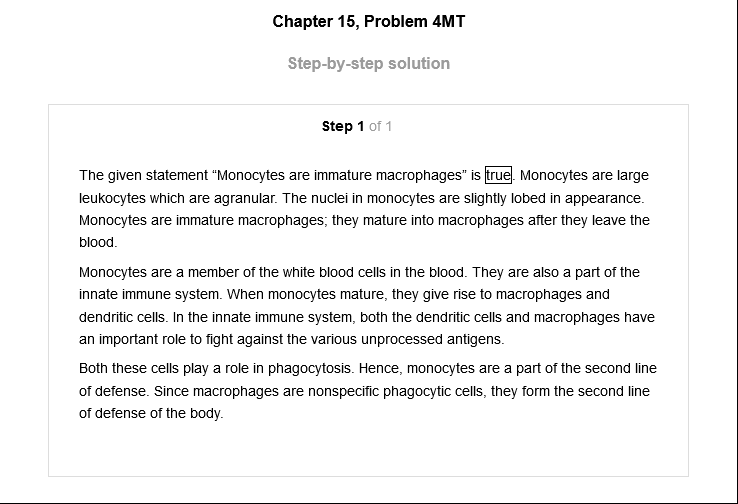 Chapter 15, Problem 4MT
Step-by-step solution
Step 1 of 1
The given statement “Monocytes are immature macrophages” is true. Monocytes are large
leukocytes which are agranular. The nuclei in monocytes are slightly lobed in appearance.
Monocytes are immature macrophages; they mature into macrophages after they leave the
blood.
Monocytes are a member of the white blood cells in the blood. They are also a part of the
innate immune system. When monocytes mature, they give rise to macrophages and
dendritic cells. In the innate immune system, both the dendritic cells and macrophages have
an important role to fight against the various unprocessed antigens.
Both these cells play a role in phagocytosis. Hence, monocytes are a part of the second line
of defense. Since macrophages are nonspecific phagocytic cells, they form the second line
of defense of the body.